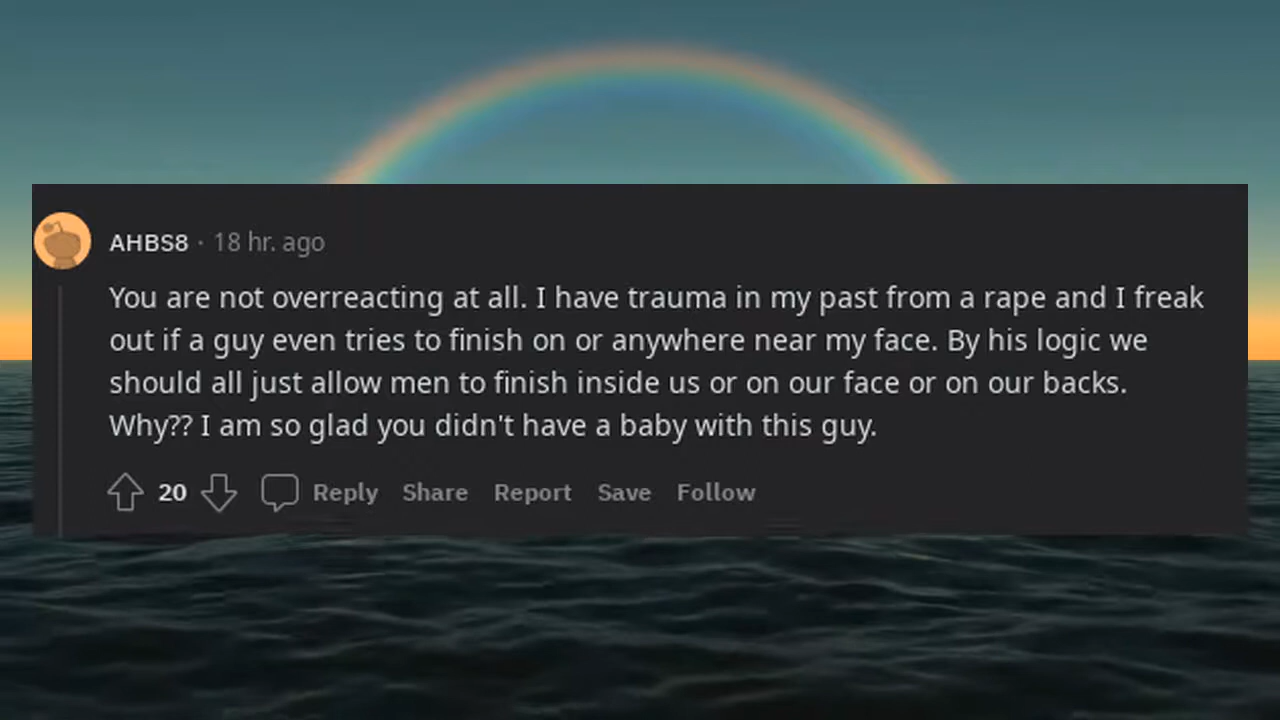 AHBS8 · 18 hr. ago
You are not overreacting at all. I have trauma in my past from a rape and I freak
out if a guy even tries to finish on or anywhere near my face. By his logic we
should all just allow men to finish inside us or on our face or on our backs.
Why?? I am so glad you didn't have a baby with this guy.
20 Reply Share Report Save Follow